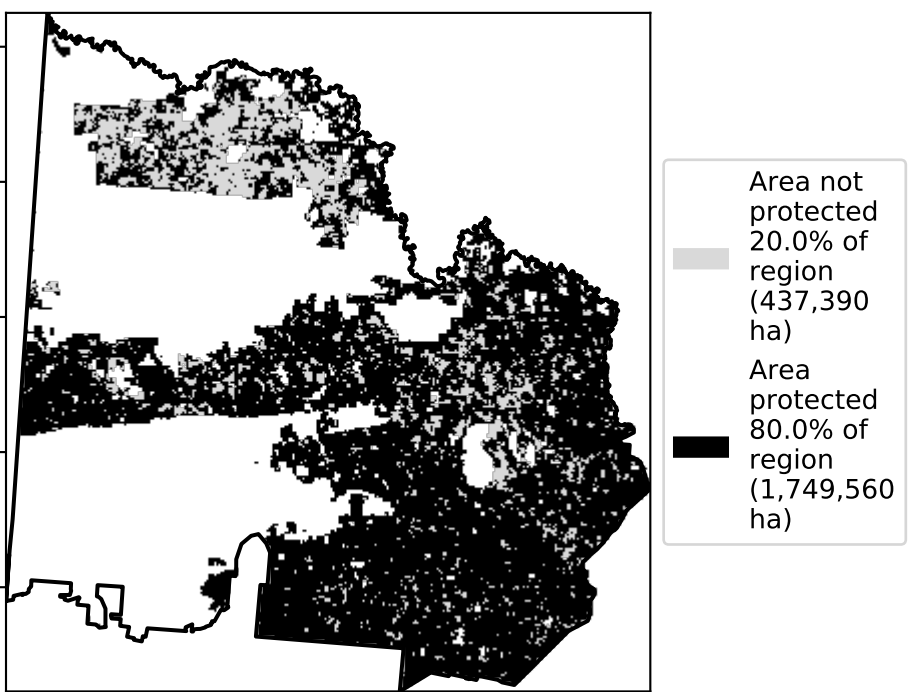 Area not
protected
20.0% of
region
(437,390
ha)
Area
protected
80.0% of
region
(1,749,560
ha)